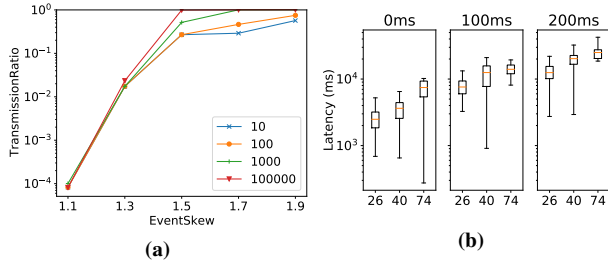 10⁰
10⁻¹
10⁻²
10⁻³
10⁻⁴
TransmissionRatio
10
100
1000
100000
1.1 1.3 1.5 1.7 1.9
EventSkew
(a)
0ms 100ms 200ms
Latency (ms)
10⁴
10³
26 40 74 26 40 74 26 40 74
(b)